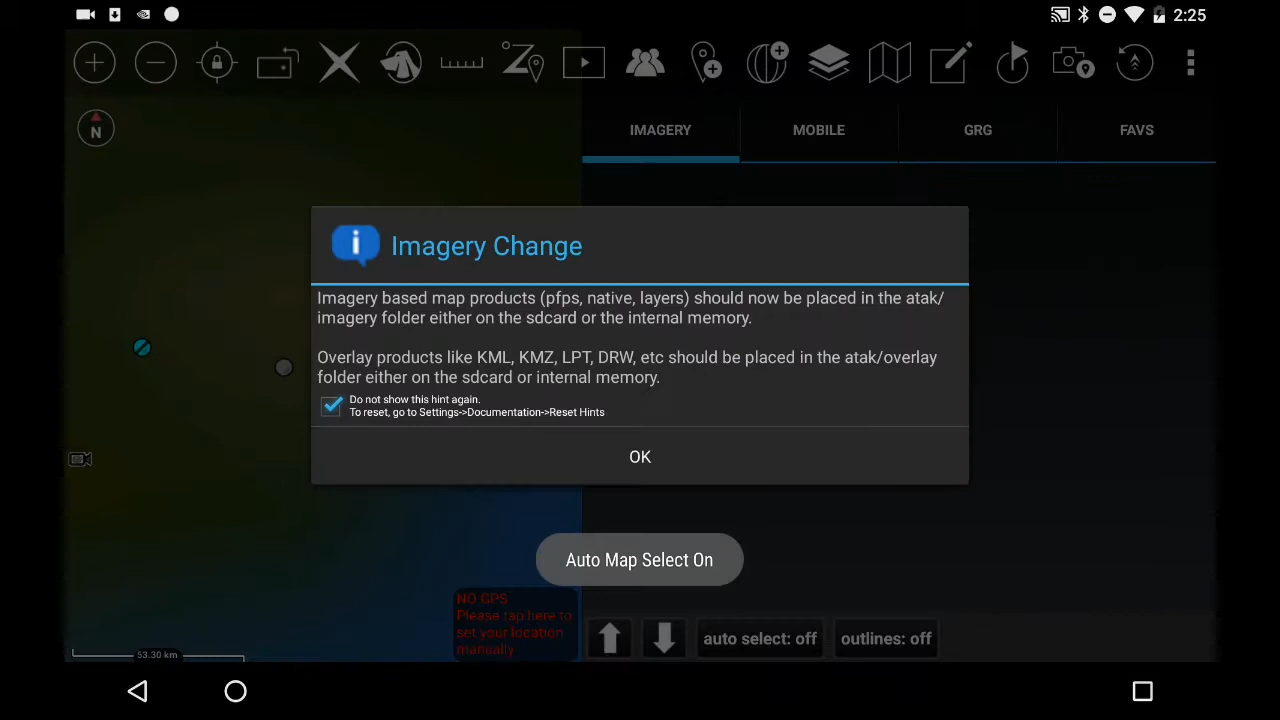 2:25
N
IMAGERY
MOBILE
GRG
FAVS
Imagery Change
Imagery based map products (pfps, native, layers) should now be placed in the atak/
imagery folder either on the sdcard or the internal memory.
Overlay products like KML, KMZ, LPT, DRW, etc should be placed in the atak/overlay
folder either on the sdcard or internal memory.
Do not show this hint again.
To reset, go to Settings->Documentation->Reset Hints
OK
Auto Map Select On
NO GPS
Please tap here to
set your location
manually
auto select: off
outlines: off
53.30 km